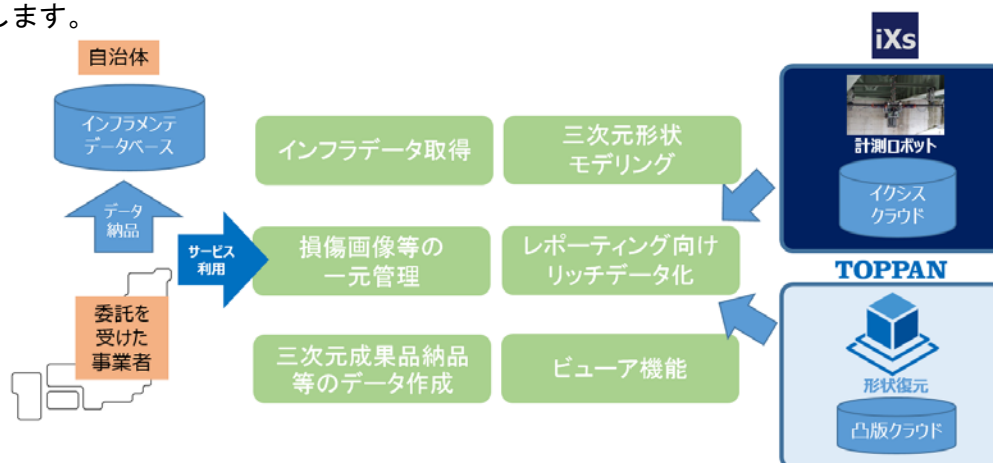 します。
自治体
インフラメンテ
データベース
データ
納品
委託を
受けた
事業者
サービス
利用
インフラデータ取得
三次元形状
モデリング
損傷画像等の
一元管理
レポーティング向け
リッチデータ化
三次元成果品納品
等のデータ作成
ビューア機能
iXs
計測ロボット
イクシス
クラウド
TOPPAN
形状復元
凸版クラウド